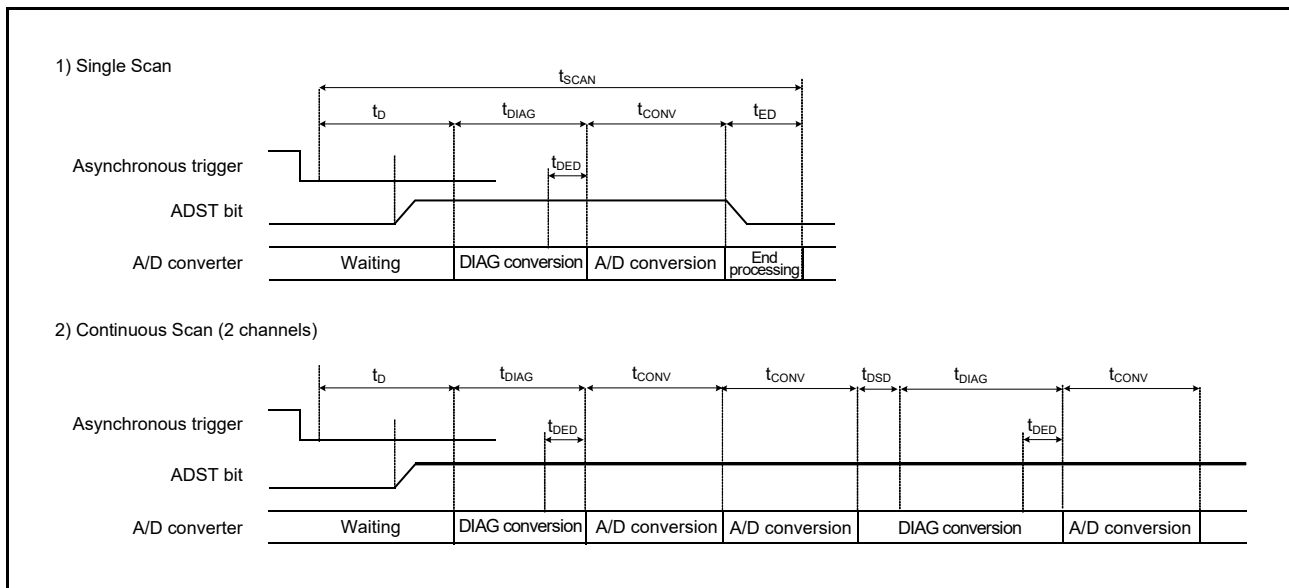 1) Single Scan
tSCAN
tD tDIAG tCONV tED
Asynchronous trigger
tDED
ADST bit
A/D converter Waiting DIAG conversion A/D conversion End processing
2) Continuous Scan (2 channels)
tD tDIAG tCONV tCONV tDSD tDIAG tCONV
Asynchronous trigger
tDED tDED
ADST bit
A/D converter Waiting DIAG conversion A/D conversion A/D conversion DIAG conversion A/D conversion